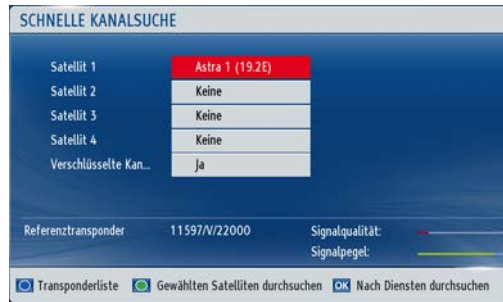 SCHNELLE KANALSUCHE
Satellit 1 Astra 1 (19.2E)
Satellit 2 Keine
Satellit 3 Keine
Satellit 4 Keine
Verschlüsselte Kan... Ja
Referenztransponder 11597/V/22000 Signalqualität:
Signalpegel:
Transponderliste Gewählten Satelliten durchsuchen OK Nach Diensten durchsuchen